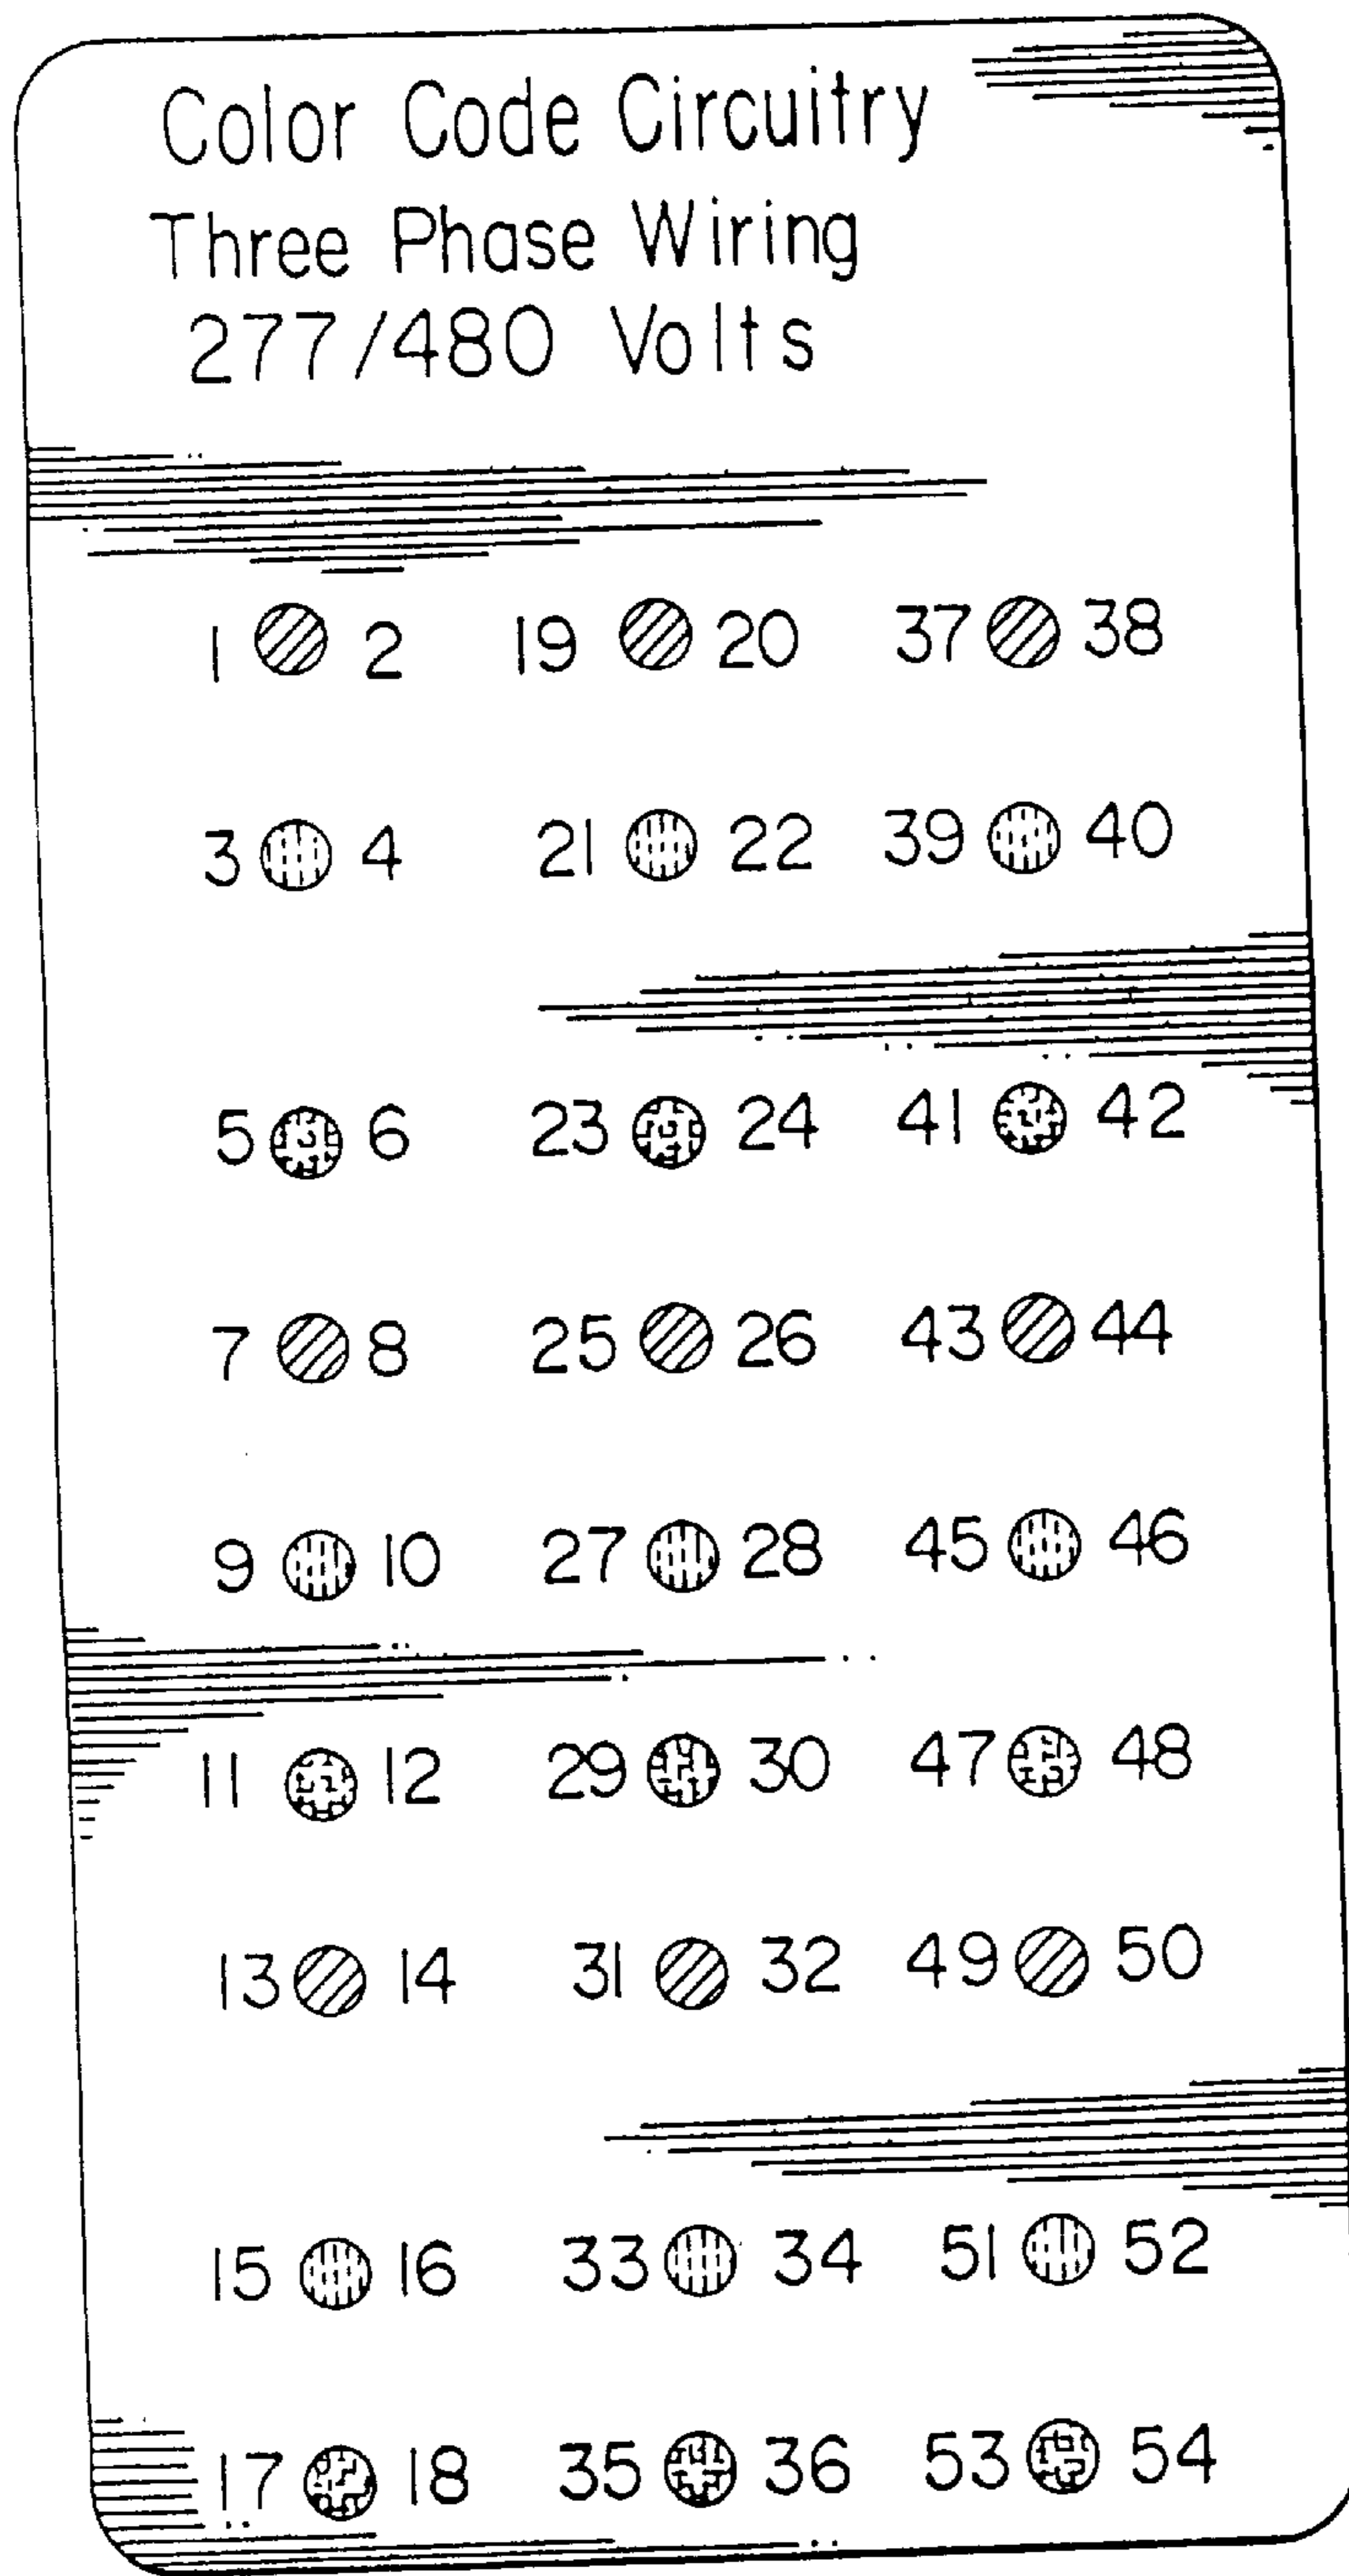 Color Code Circuitry
Three Phase Wiring
277/480 Volts
1 2 19 20 37 38
3 4 21 22 39 40
5 6 23 24 41 42
7 8 25 26 43 44
9 10 27 28 45 46
11 12 29 30 47 48
13 14 31 32 49 50
15 16 33 34 51 52
17 18 35 36 53 54